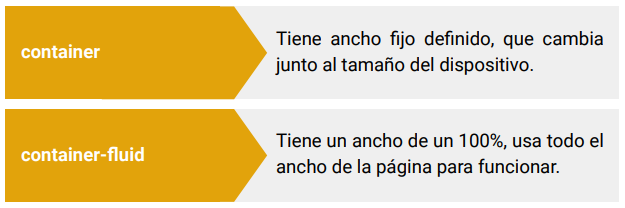 container
Tiene ancho fijo definido, que cambia
junto al tamaño del dispositivo.
container-fluid
Tiene un ancho de un 100%, usa todo el
ancho de la página para funcionar.